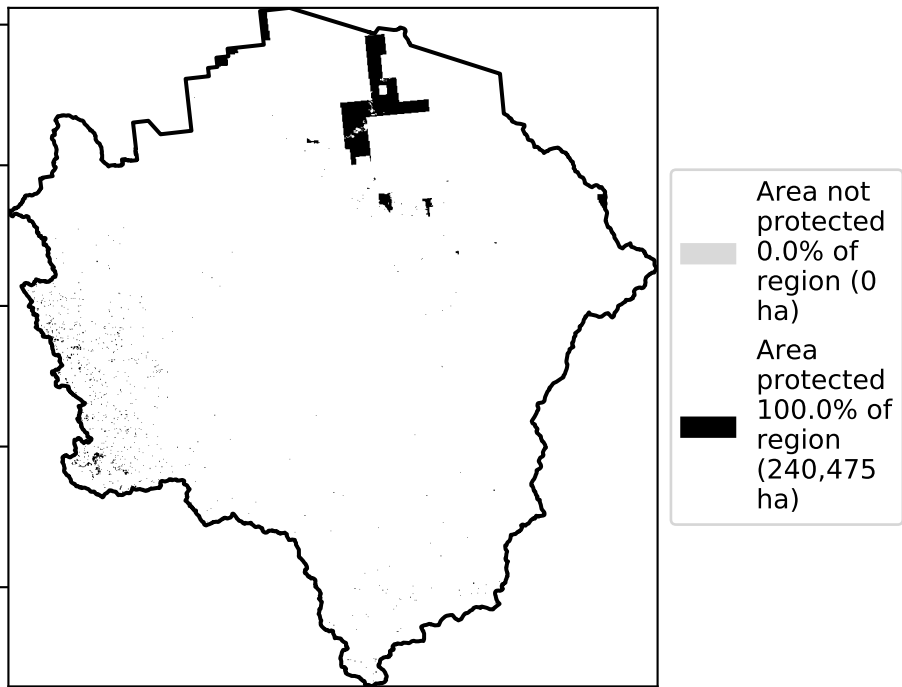 Area not
protected
0.0% of
region (0
ha)
Area
protected
100.0% of
region
(240,475
ha)